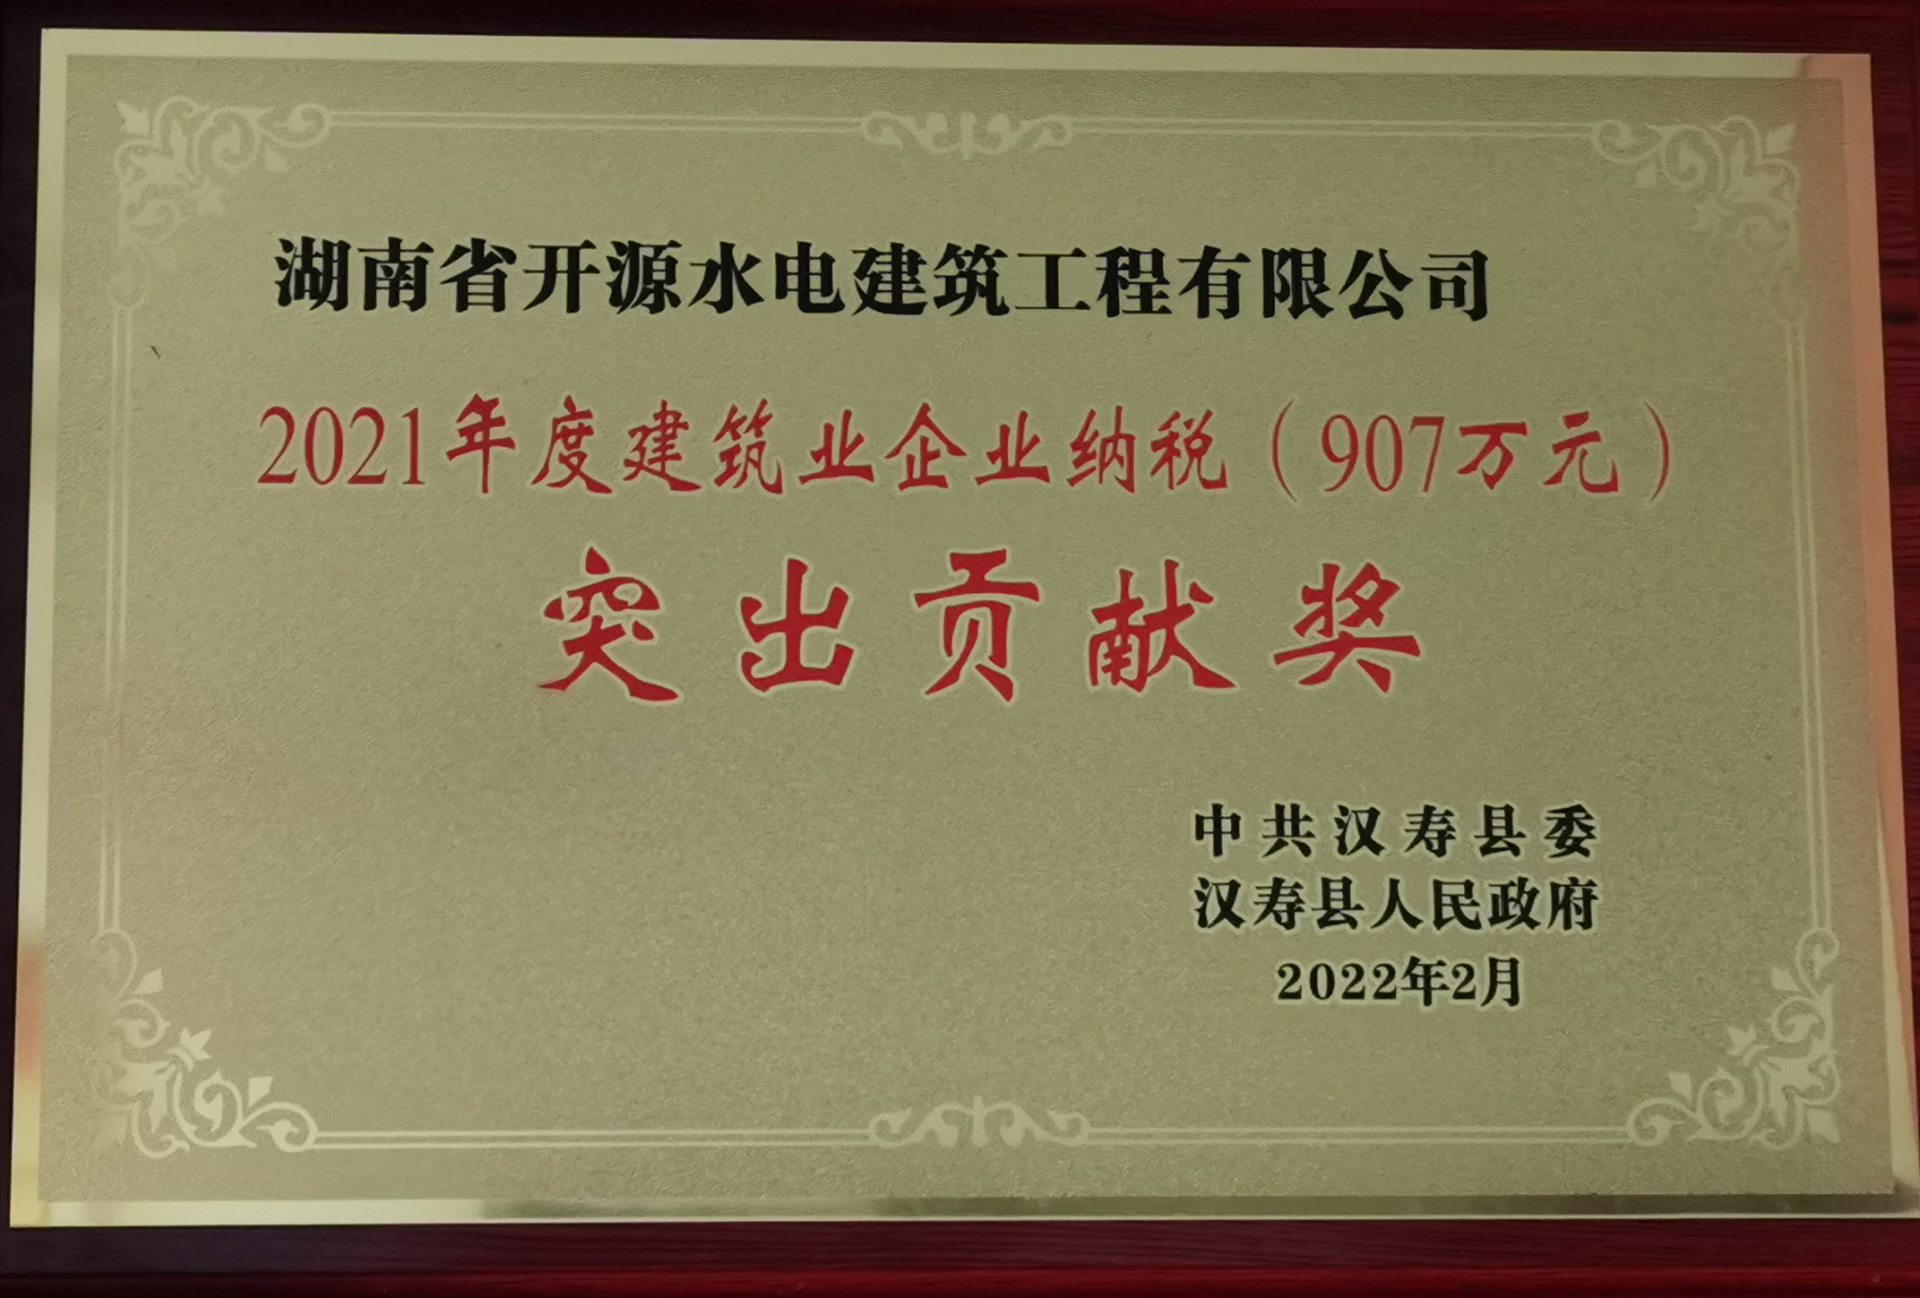 湖南省开源水电建筑工程有限公司
2021年度建筑业企业纳税（907万元）
突出贡献奖
中共汉寿县委
汉寿县人民政府
2022年2月